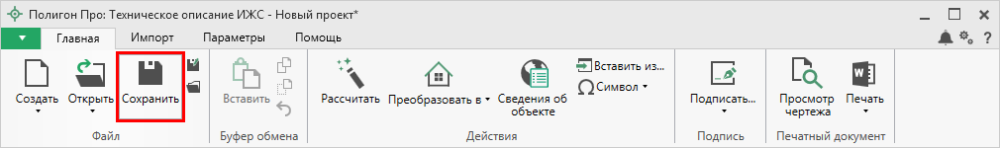 Полигон Про: Техническое описание ИЖС - Новый проект*
Главная Импорт Параметры Помощь
?
Создать Открыть Сохранить
Файл
Вставить
Буфер обмена
Рассчитать Преобразовать в Сведения об объекте
Вставить из...
Символ
Действия
Подписать...
Подпись
Просмотр чертежа
W
Печать
Печатный документ